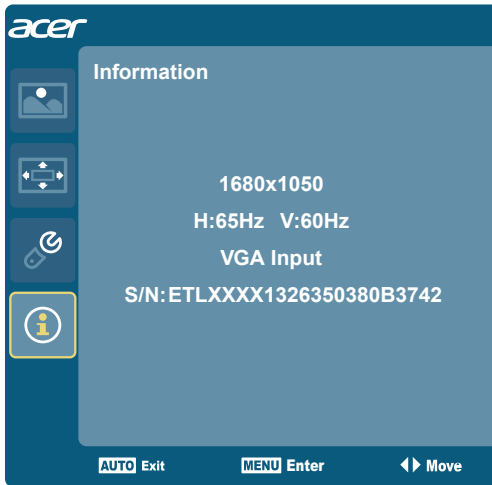 acer
Information
1680x1050
H:65Hz V:60Hz
VGA Input
S/N:ETLXXXX1326350380B3742
AUTO Exit MENU Enter Move